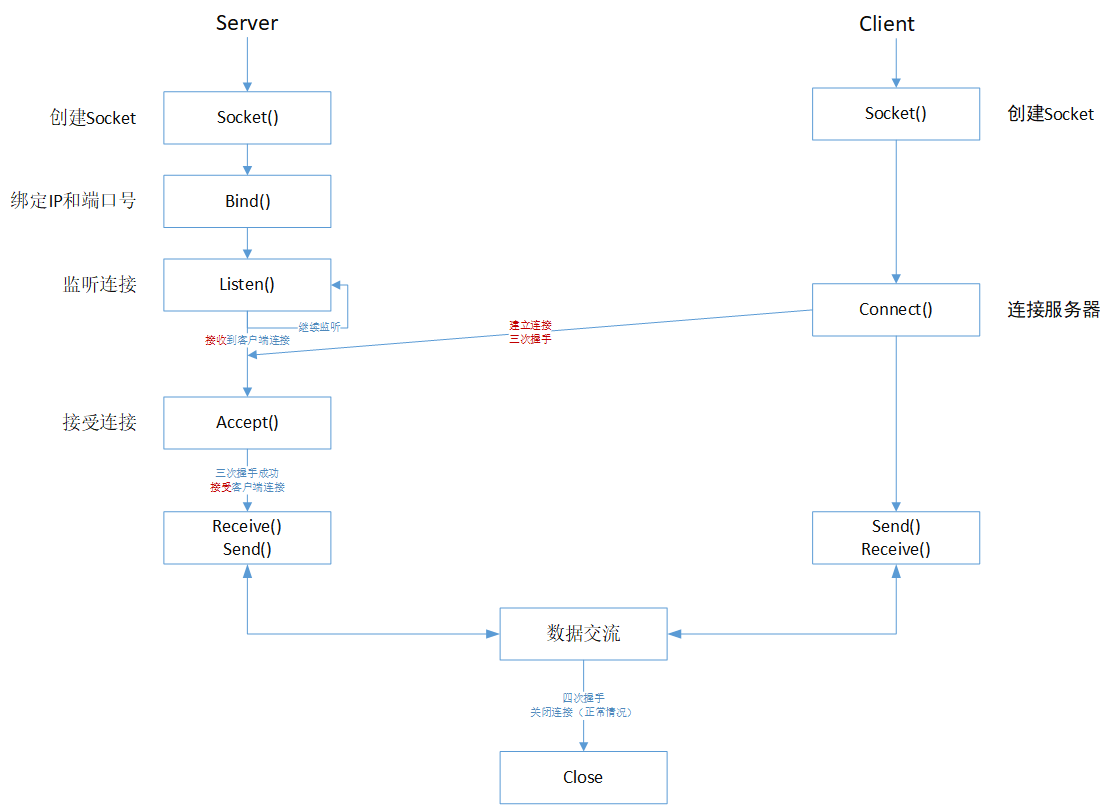 Server
Client
创建Socket
Socket()
Socket()
创建Socket
绑定IP和端口号
Bind()
监听连接
Listen()
继续监听
接收到客户端连接
建立连接
三次握手
Connect()
连接服务器
接受连接
Accept()
三次握手成功
接受客户端连接
Receive()
Send()
Send()
Receive()
数据交流
四次握手
关闭连接（正常情况）
Close